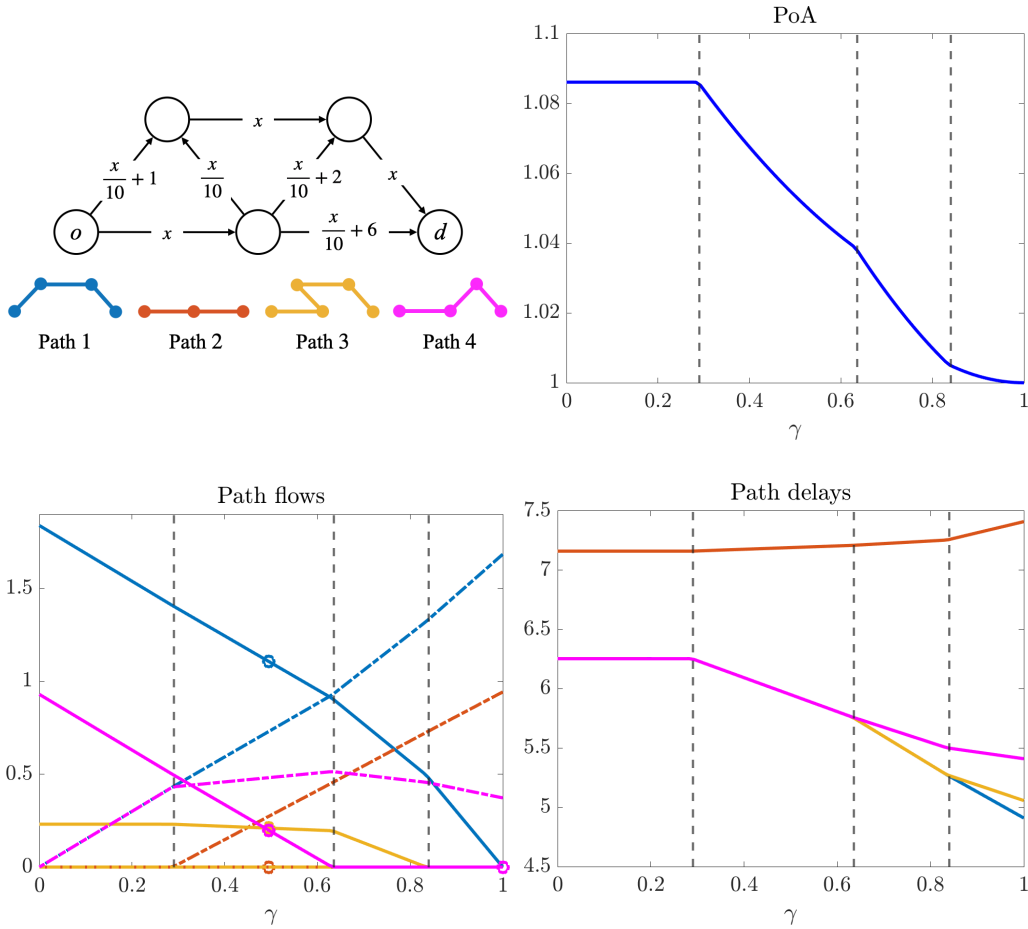 PoA
1.1
1.08
1.06
1.04
1.02
1
0 0.2 0.4 0.6 0.8 1
γ
x
x/10 + 1
x/10
x/10 + 2
x
o
x
x/10 + 6
d
Path 1 Path 2 Path 3 Path 4
Path flows
1.5
1
0.5
0
0 0.2 0.4 0.6 0.8 1
γ
Path delays
7.5
7
6.5
6
5.5
5
4.5
0 0.2 0.4 0.6 0.8 1
γ